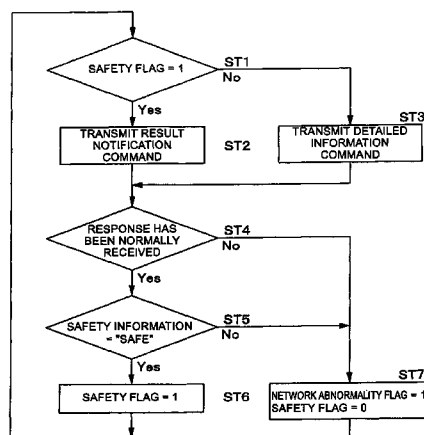 SAFETY FLAG = 1
ST1
No
Yes
TRANSMIT RESULT
NOTIFICATION
COMMAND
ST2
ST3
TRANSMIT DETAILED
INFORMATION
COMMAND
RESPONSE HAS
BEEN NORMALLY
RECEIVED
ST4
No
Yes
SAFETY INFORMATION
= "SAFE"
ST5
No
Yes
SAFETY FLAG = 1
ST6
ST7
NETWORK ABNORMALITY FLAG = 1
SAFETY FLAG = 0